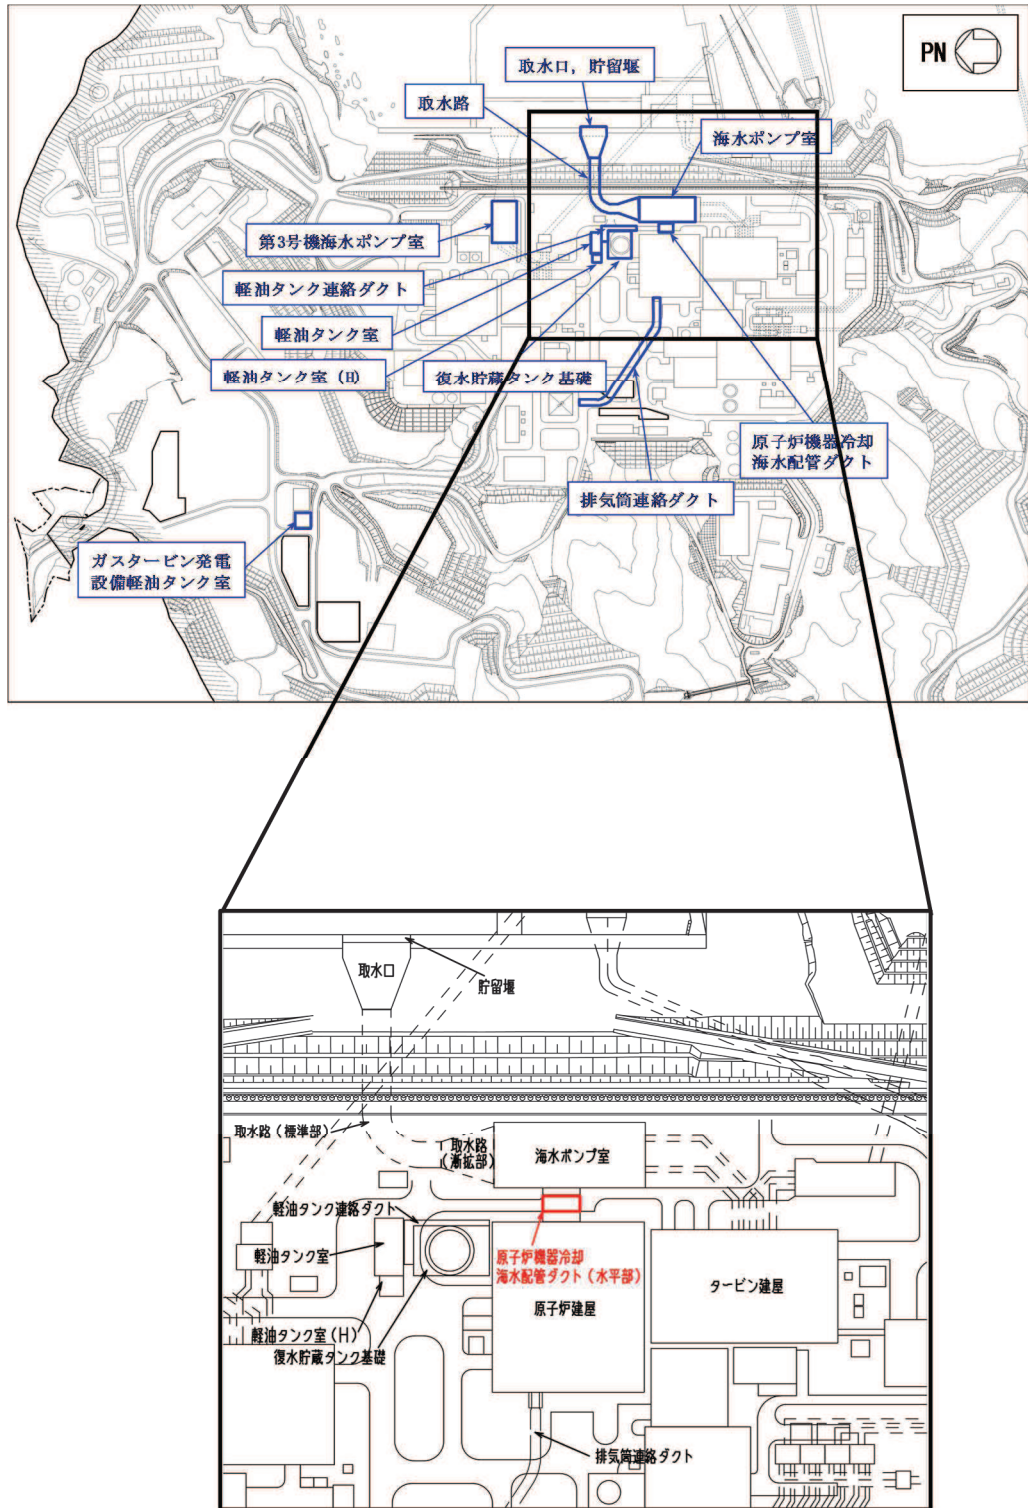 PN
取水口，貯留堰
取水路
海水ポンプ室
第3号機海水ポンプ室
軽油タンク連絡ダクト
軽油タンク室
軽油タンク室（H）
復水貯蔵タンク基礎
原子炉機器冷却
海水配管ダクト
排気筒連絡ダクト
ガスタービン発電
設備軽油タンク室
取水口
貯留堰
取水路（標準部）
取水路
（漸拡部）
海水ポンプ室
軽油タンク連絡ダクト
軽油タンク室
原子炉機器冷却
海水配管ダクト（水平部）
タービン建屋
原子炉建屋
軽油タンク室（H）
復水貯蔵タンク基礎
排気筒連絡ダクト